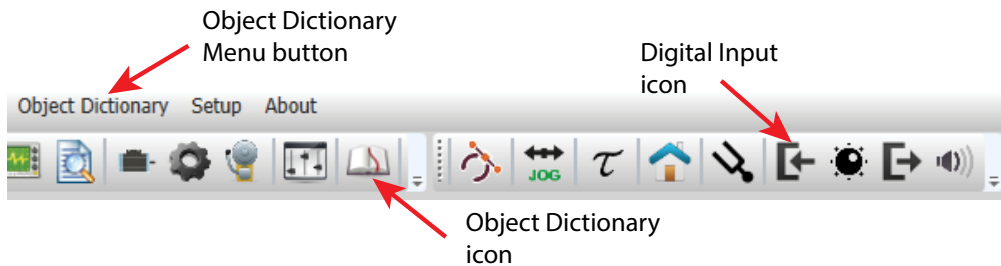 Object Dictionary
Menu button
Digital Input
icon
Object Dictionary Setup About
JOG
τ
Object Dictionary
icon